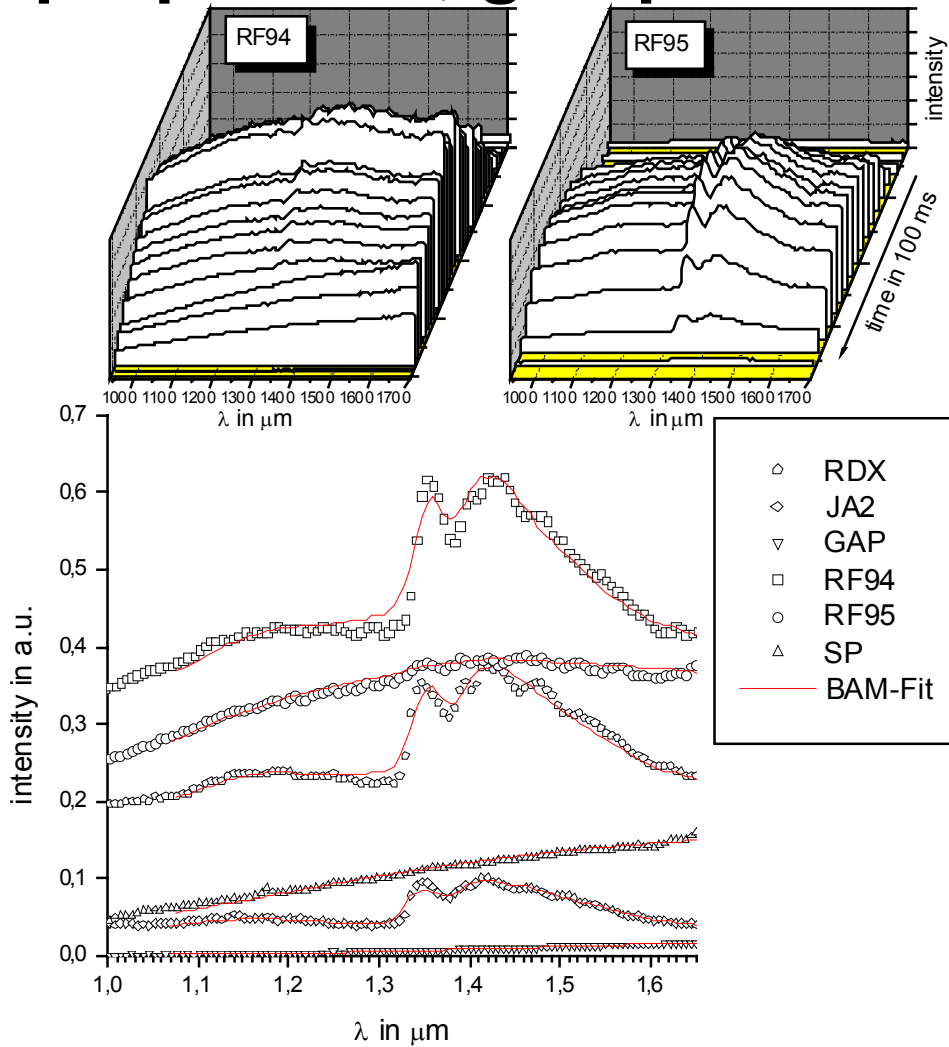 RF94
RF95
intensity
time in 100 ms
1000 1100 1200 1300 1400 1500 1600 1700
λ in μm
1000 1100 1200 1300 1400 1500 1600 1700
λ in μm
0,7
0,6
0,5
0,4
0,3
0,2
0,1
0,0
intensity in a.u.
1,0 1,1 1,2 1,3 1,4 1,5 1,6
λ in μm
RDX
JA2
GAP
RF94
RF95
SP
BAM-Fit